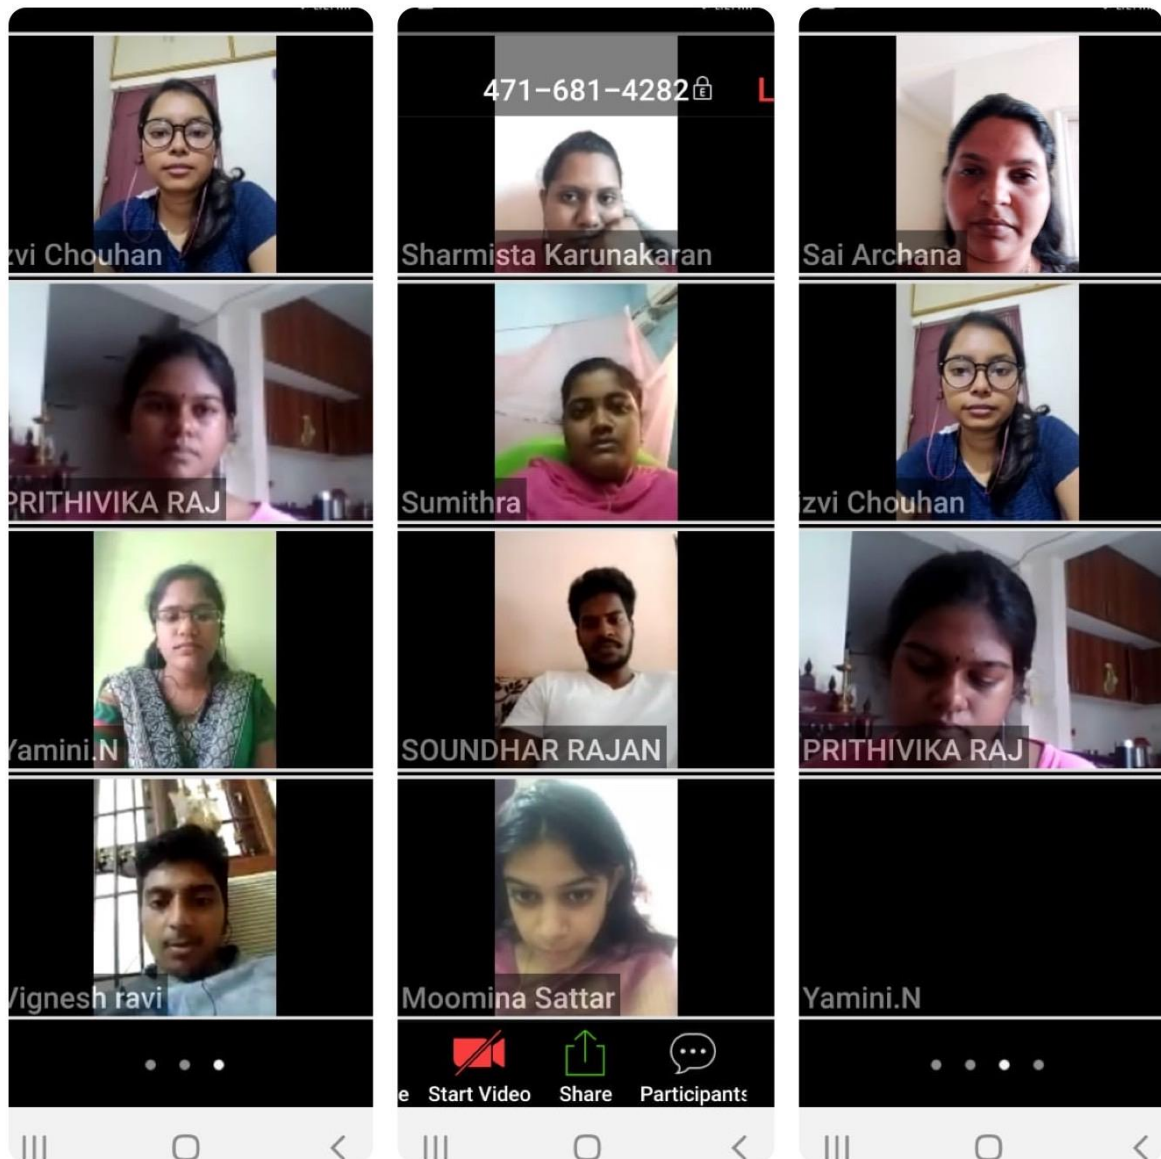 zvi Chouhan
PRITHIVIKA RAJ
Yamini.N
Vignesh ravi
471-681-4282
L
Sharmista Karunakaran
Sumithra
SOUNDHAR RAJAN
Moomina Sattar
e Start Video Share Participants
Sai Archana
izvi Chouhan
PRITHIVIKA RAJ
Yamini.N